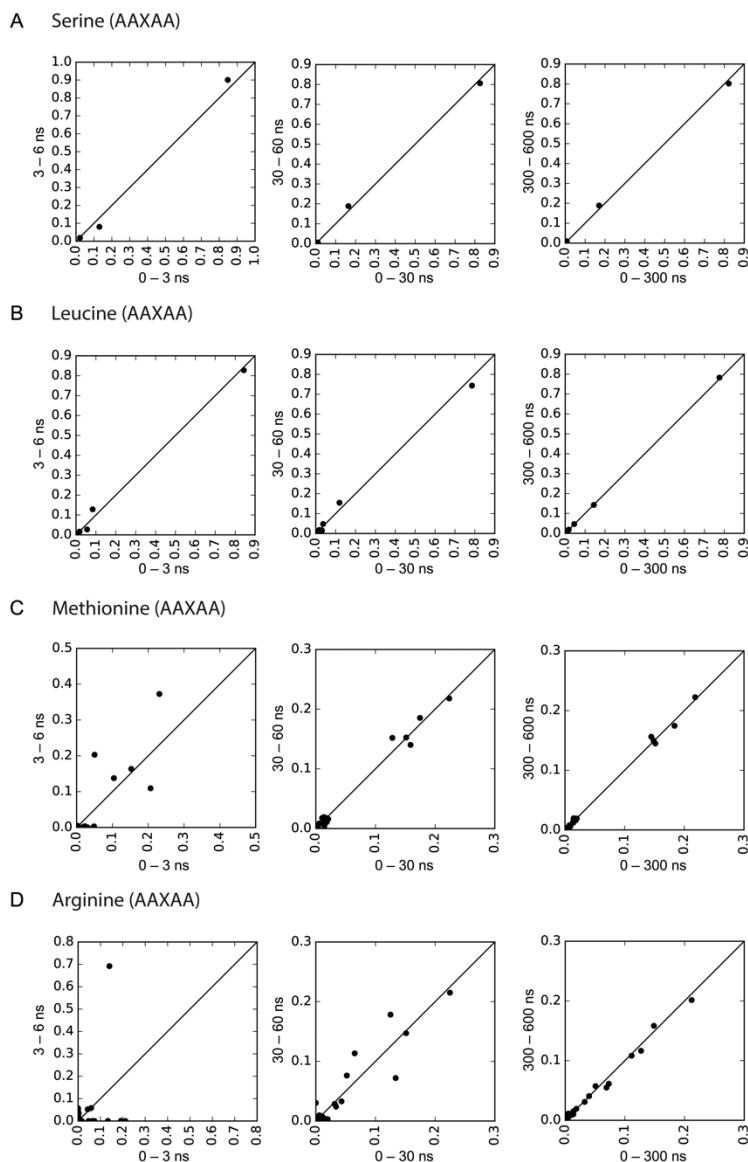 A Serine (AAXAA)
1.0
0.9
0.8
0.7
0.6
0.5
0.4
0.3
0.2
0.1
0.0
3 – 6 ns
0.0 0.1 0.2 0.3 0.4 0.5 0.6 0.7 0.8 0.9 1.0
0 – 3 ns
0.9
0.8
0.7
0.6
0.5
0.4
0.3
0.2
0.1
0.0
30 – 60 ns
0.0 0.1 0.2 0.3 0.4 0.5 0.6 0.7 0.8 0.9
0 – 30 ns
0.9
0.8
0.7
0.6
0.5
0.4
0.3
0.2
0.1
0.0
300 – 600 ns
0.0 0.1 0.2 0.3 0.4 0.5 0.6 0.7 0.8 0.9
0 – 300 ns
B Leucine (AAXAA)
0.9
0.8
0.7
0.6
0.5
0.4
0.3
0.2
0.1
0.0
3 – 6 ns
0.0 0.1 0.2 0.3 0.4 0.5 0.6 0.7 0.8 0.9
0 – 3 ns
0.9
0.8
0.7
0.6
0.5
0.4
0.3
0.2
0.1
0.0
30 – 60 ns
0.0 0.1 0.2 0.3 0.4 0.5 0.6 0.7 0.8 0.9
0 – 30 ns
0.9
0.8
0.7
0.6
0.5
0.4
0.3
0.2
0.1
0.0
300 – 600 ns
0.0 0.1 0.2 0.3 0.4 0.5 0.6 0.7 0.8 0.9
0 – 300 ns
C Methionine (AAXAA)
0.5
0.4
0.3
0.2
0.1
0.0
3 – 6 ns
0.0 0.1 0.2 0.3 0.4 0.5
0 – 3 ns
0.3
0.2
0.1
0.0
30 – 60 ns
0.0 0.1 0.2 0.3
0 – 30 ns
0.3
0.2
0.1
0.0
300 – 600 ns
0.0 0.1 0.2 0.3
0 – 300 ns
D Arginine (AAXAA)
0.8
0.7
0.6
0.5
0.4
0.3
0.2
0.1
0.0
3 – 6 ns
0.0 0.1 0.2 0.3 0.4 0.5 0.6 0.7 0.8
0 – 3 ns
0.3
0.2
0.1
0.0
30 – 60 ns
0.0 0.1 0.2 0.3
0 – 30 ns
0.3
0.2
0.1
0.0
300 – 600 ns
0.0 0.1 0.2 0.3
0 – 300 ns